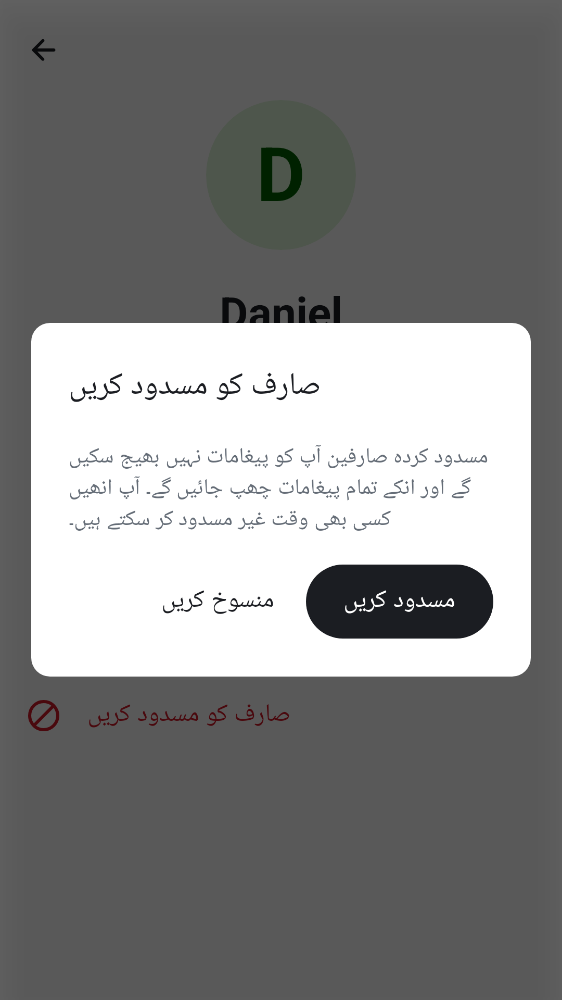 D
Daniel
صارف کو مسدود کریں
مسدود کردہ صارفین آپ کو پیغامات نہیں بھیج سکیں
گے اور انکے تمام پیغامات چھپ جائیں گے۔ آپ انھیں
کسی بھی وقت غیر مسدود کر سکتے ہیں۔
مسدود کریں
منسوخ کریں
صارف کو مسدود کریں